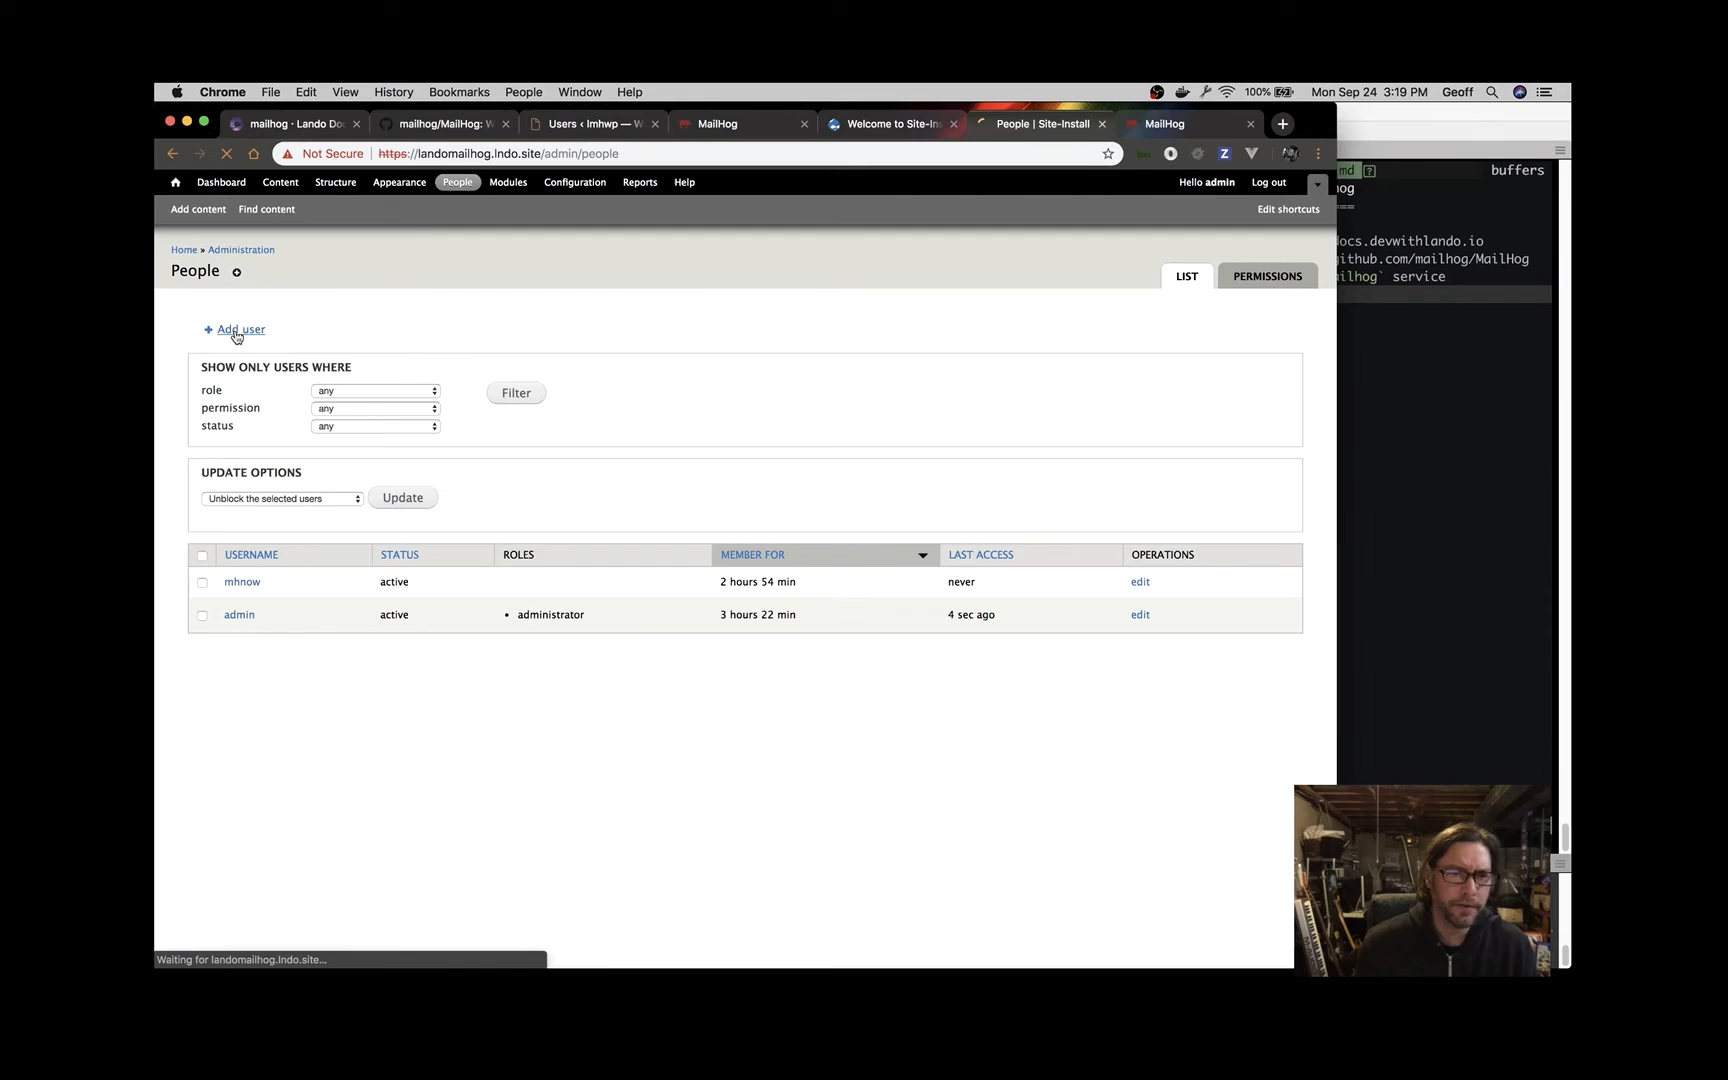 Chrome File Edit View History Bookmarks People Window Help 100% Mon Sep 24 3:19 PM Geoff
mailhog · Lando Doc
mailhog/MailHog: W
Users ‹ lmhwp — W
MailHog
Welcome to Site-Ins
People | Site-Install
MailHog
Not Secure https://landomailhog.lndo.site/admin/people
Dashboard Content Structure Appearance People Modules Configuration Reports Help Hello admin Log out
Add content Find content Edit shortcuts
Home » Administration
People
LIST PERMISSIONS
+ Add user
SHOW ONLY USERS WHERE
role any Filter
permission any
status any
UPDATE OPTIONS
Unblock the selected users Update
USERNAME STATUS ROLES MEMBER FOR LAST ACCESS OPERATIONS
mhnow active 2 hours 54 min never edit
admin active • administrator 3 hours 22 min 4 sec ago edit
Waiting for landomailhog.lndo.site...
md ? buffers
hog
===
docs.devwithlando.io
github.com/mailhog/MailHog
ailhog` service